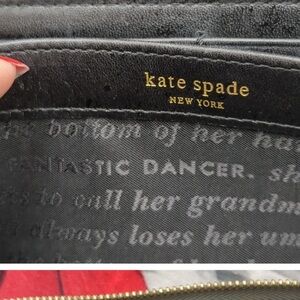 kate spade
NEW YORK
the bottom of her
FANTASTIC DANCER. sh
to call her grandm
always loses her um